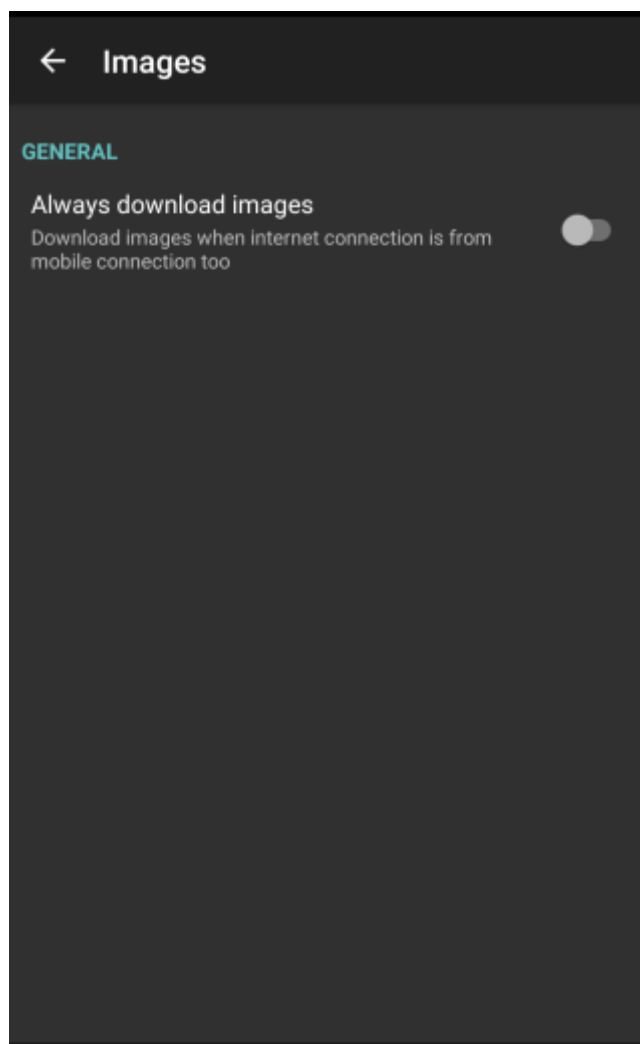 Images
GENERAL
Always download images
Download images when internet connection is from
mobile connection too